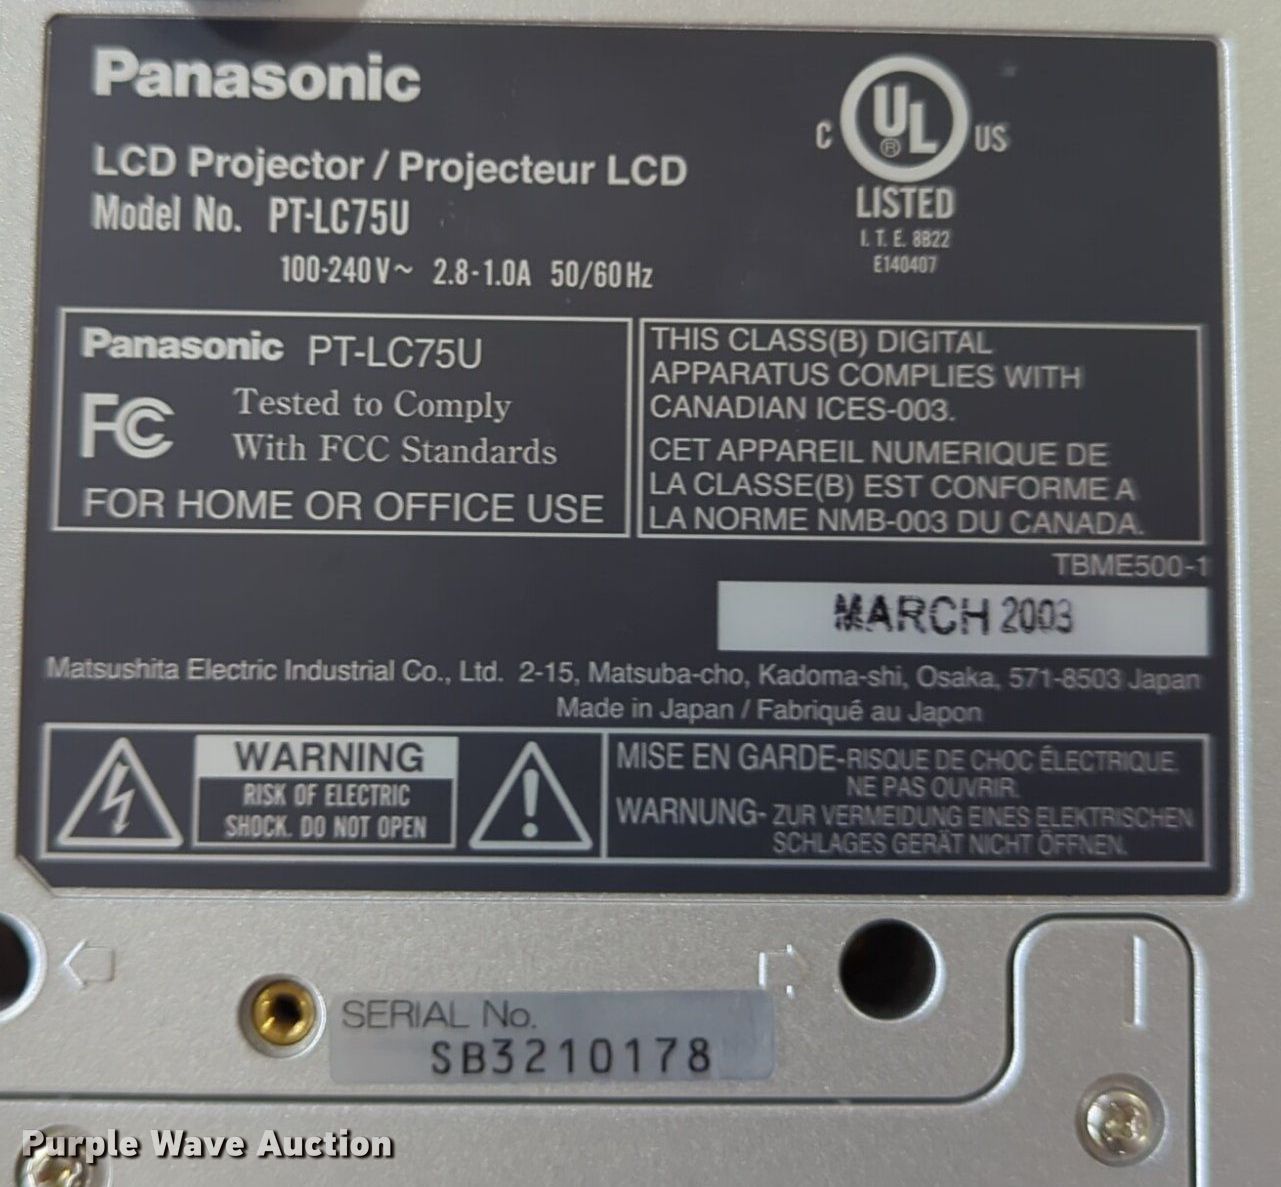 Panasonic
LCD Projector / Projecteur LCD
Model No. PT-LC75U
100-240V~ 2.8-1.0A 50/60Hz
C UL® US
LISTED
I. T. E. 8B22
E140407
Panasonic PT-LC75U
FC Tested to Comply
With FCC Standards
FOR HOME OR OFFICE USE
THIS CLASS(B) DIGITAL
APPARATUS COMPLIES WITH
CANADIAN ICES-003.
CET APPAREIL NUMERIQUE DE
LA CLASSE(B) EST CONFORME A
LA NORME NMB-003 DU CANADA.
TBME500-1
MARCH 2003
Matsushita Electric Industrial Co., Ltd. 2-15, Matsuba-cho, Kadoma-shi, Osaka, 571-8503 Japan
Made in Japan / Fabriqué au Japon
WARNING
RISK OF ELECTRIC
SHOCK. DO NOT OPEN
MISE EN GARDE-RISQUE DE CHOC ÉLECTRIQUE.
NE PAS OUVRIR.
WARNUNG- ZUR VERMEIDUNG EINES ELEKTRISCHEN
SCHLAGES GERÄT NICHT ÖFFNEN.
SERIAL No.
SB3210178
Purple Wave Auction